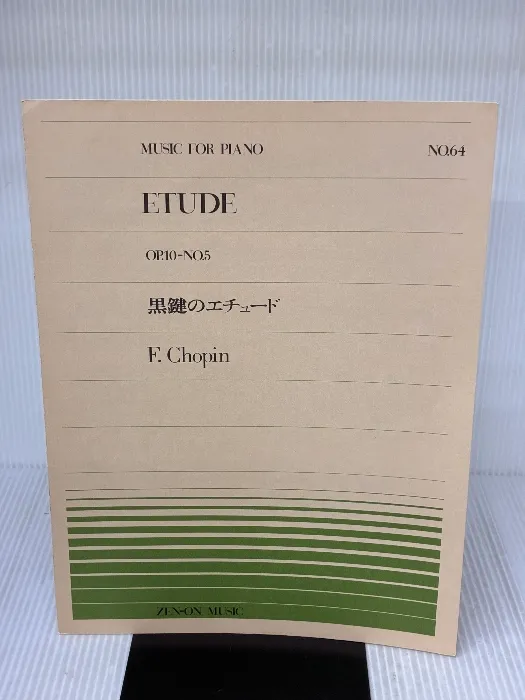 MUSIC FOR PIANO NO.64
ETUDE
OP.10-NO.5
黒鍵のエチュード
F. Chopin
ZEN-ON MUSIC